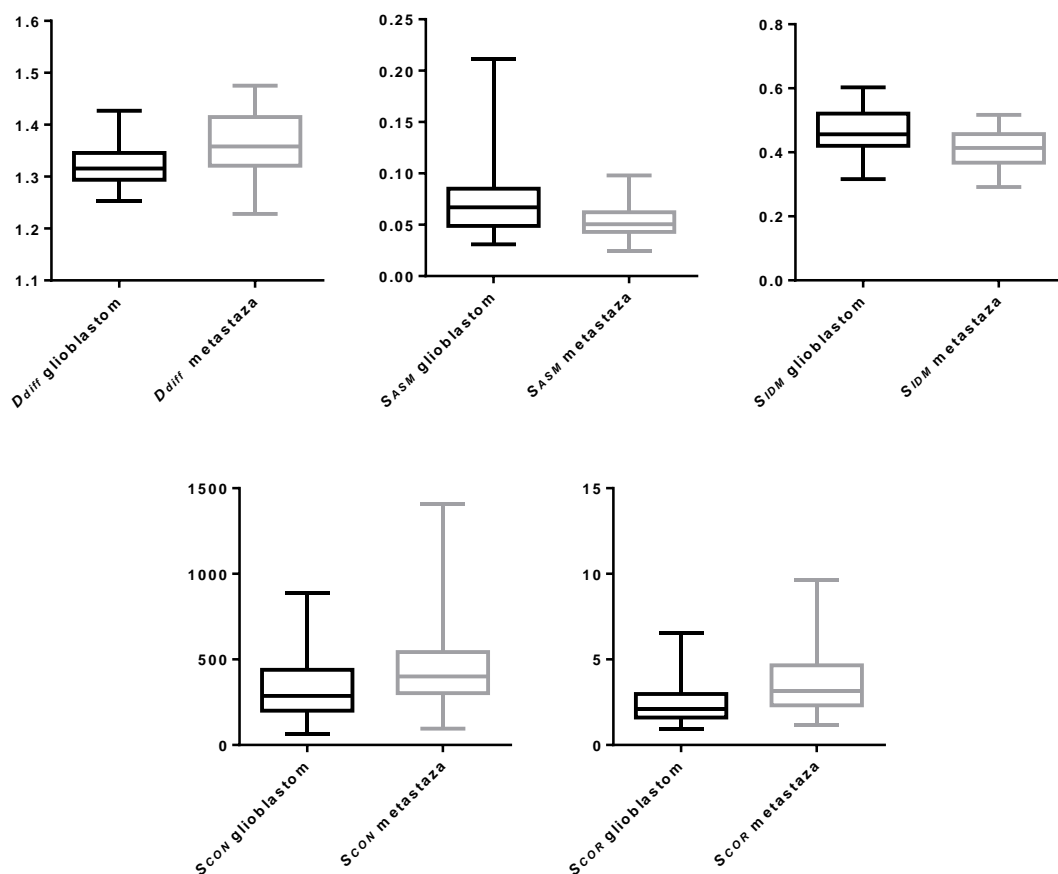 1.6
1.5
1.4
1.3
1.2
1.1
Ddiff glioblastom
Ddiff metastaza
0.25
0.20
0.15
0.10
0.05
0.00
SASM glioblastom
SASM metastaza
0.8
0.6
0.4
0.2
0.0
SIDM glioblastom
SIDM metastaza
1500
1000
500
0
SCON glioblastom
SCON metastaza
15
10
5
0
SCOR glioblastom
SCOR metastaza